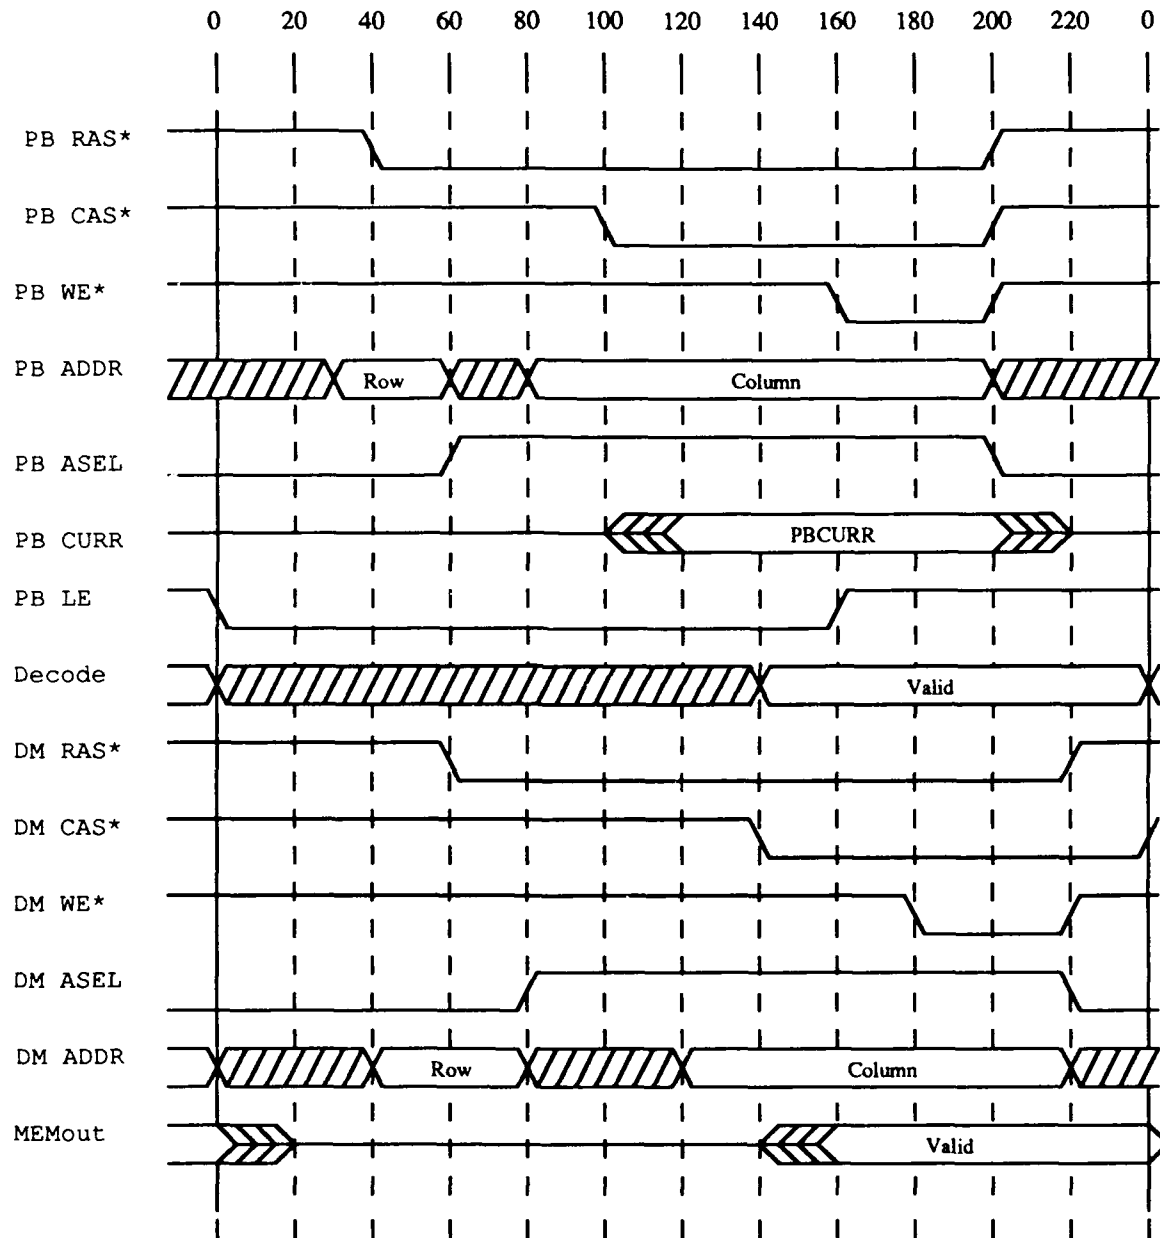 0 20 40 60 80 100 120 140 160 180 200 220 0
PB RAS*
PB CAS*
PB WE*
PB ADDR Row Column
PB ASEL
PB CURR PBCURR
PB LE
Decode Valid
DM RAS*
DM CAS*
DM WE*
DM ASEL
DM ADDR Row Column
MEMout Valid